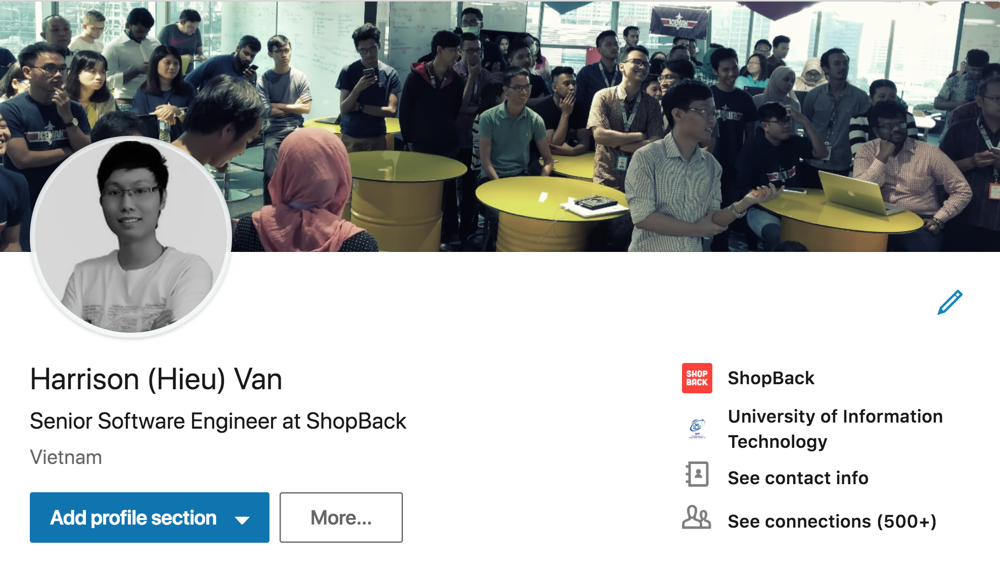 ICEMAN
ICEMAN
Harrison (Hieu) Van
Senior Software Engineer at ShopBack
Vietnam
Add profile section
More...
SHOP
BACK
ShopBack
UIT
University of Information
Technology
See contact info
See connections (500+)